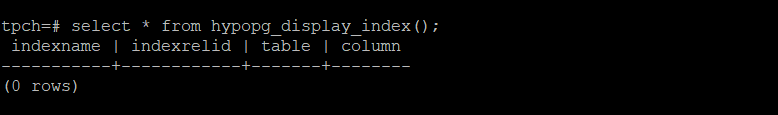 tpch=# select * from hypopg_display_index();
 indexname | indexrelid | table | column
-----------+------------+-------+--------
(0 rows)